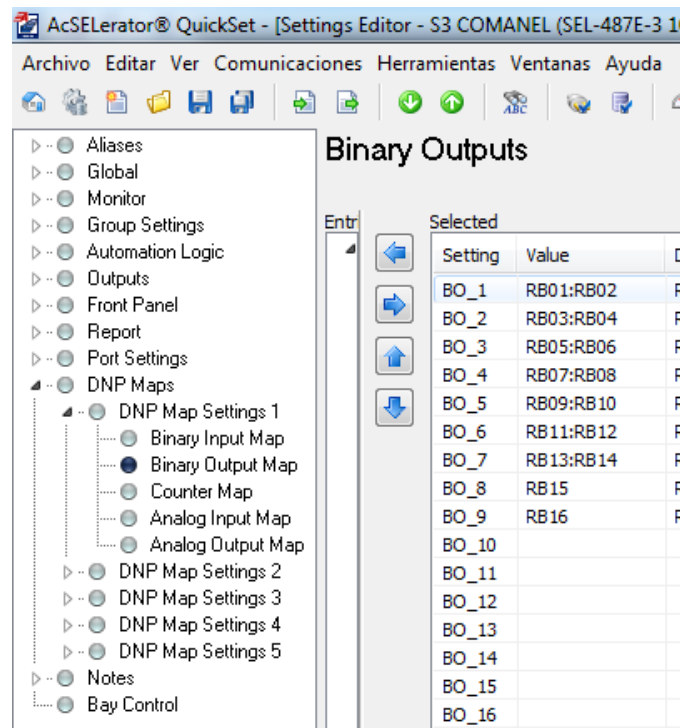 AcSELerator® QuickSet - [Settings Editor - S3 COMANEL (SEL-487E-3 1
Archivo Editar Ver Comunicaciones Herramientas Ventanas Ayuda
ABC
Aliases
Global
Monitor
Group Settings
Automation Logic
Outputs
Front Panel
Report
Port Settings
DNP Maps
DNP Map Settings 1
Binary Input Map
Binary Output Map
Counter Map
Analog Input Map
Analog Output Map
DNP Map Settings 2
DNP Map Settings 3
DNP Map Settings 4
DNP Map Settings 5
Notes
Bay Control
Binary Outputs
Entr
Selected
Setting Value D
BO_1 RB01:RB02
BO_2 RB03:RB04
BO_3 RB05:RB06
BO_4 RB07:RB08
BO_5 RB09:RB10
BO_6 RB11:RB12
BO_7 RB13:RB14
BO_8 RB15
BO_9 RB16
BO_10
BO_11
BO_12
BO_13
BO_14
BO_15
BO_16